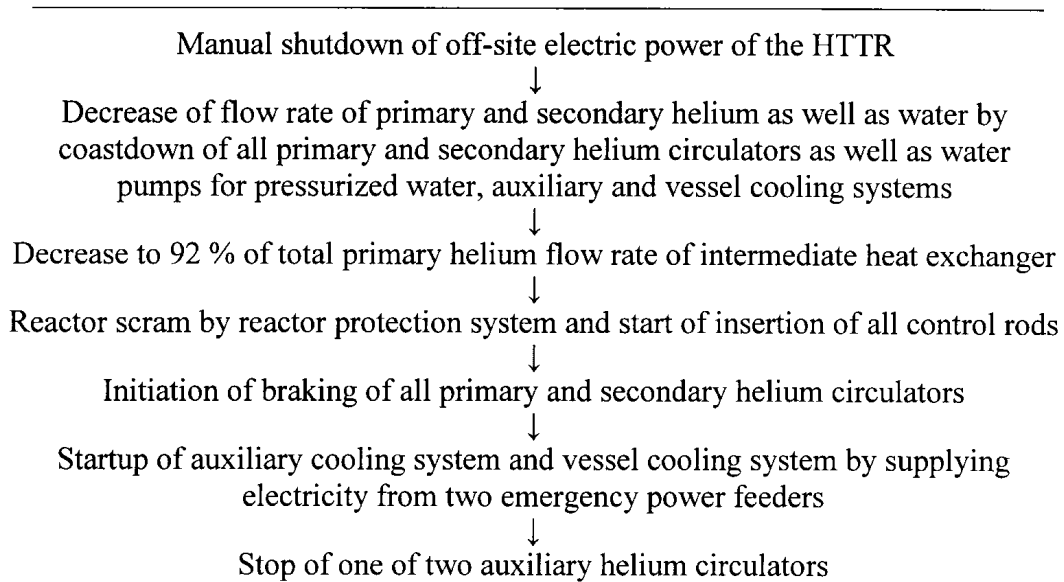 Manual shutdown of off-site electric power of the HTTR
↓
Decrease of flow rate of primary and secondary helium as well as water by
coastdown of all primary and secondary helium circulators as well as water
pumps for pressurized water, auxiliary and vessel cooling systems
↓
Decrease to 92 % of total primary helium flow rate of intermediate heat exchanger
↓
Reactor scram by reactor protection system and start of insertion of all control rods
↓
Initiation of braking of all primary and secondary helium circulators
↓
Startup of auxiliary cooling system and vessel cooling system by supplying
electricity from two emergency power feeders
↓
Stop of one of two auxiliary helium circulators